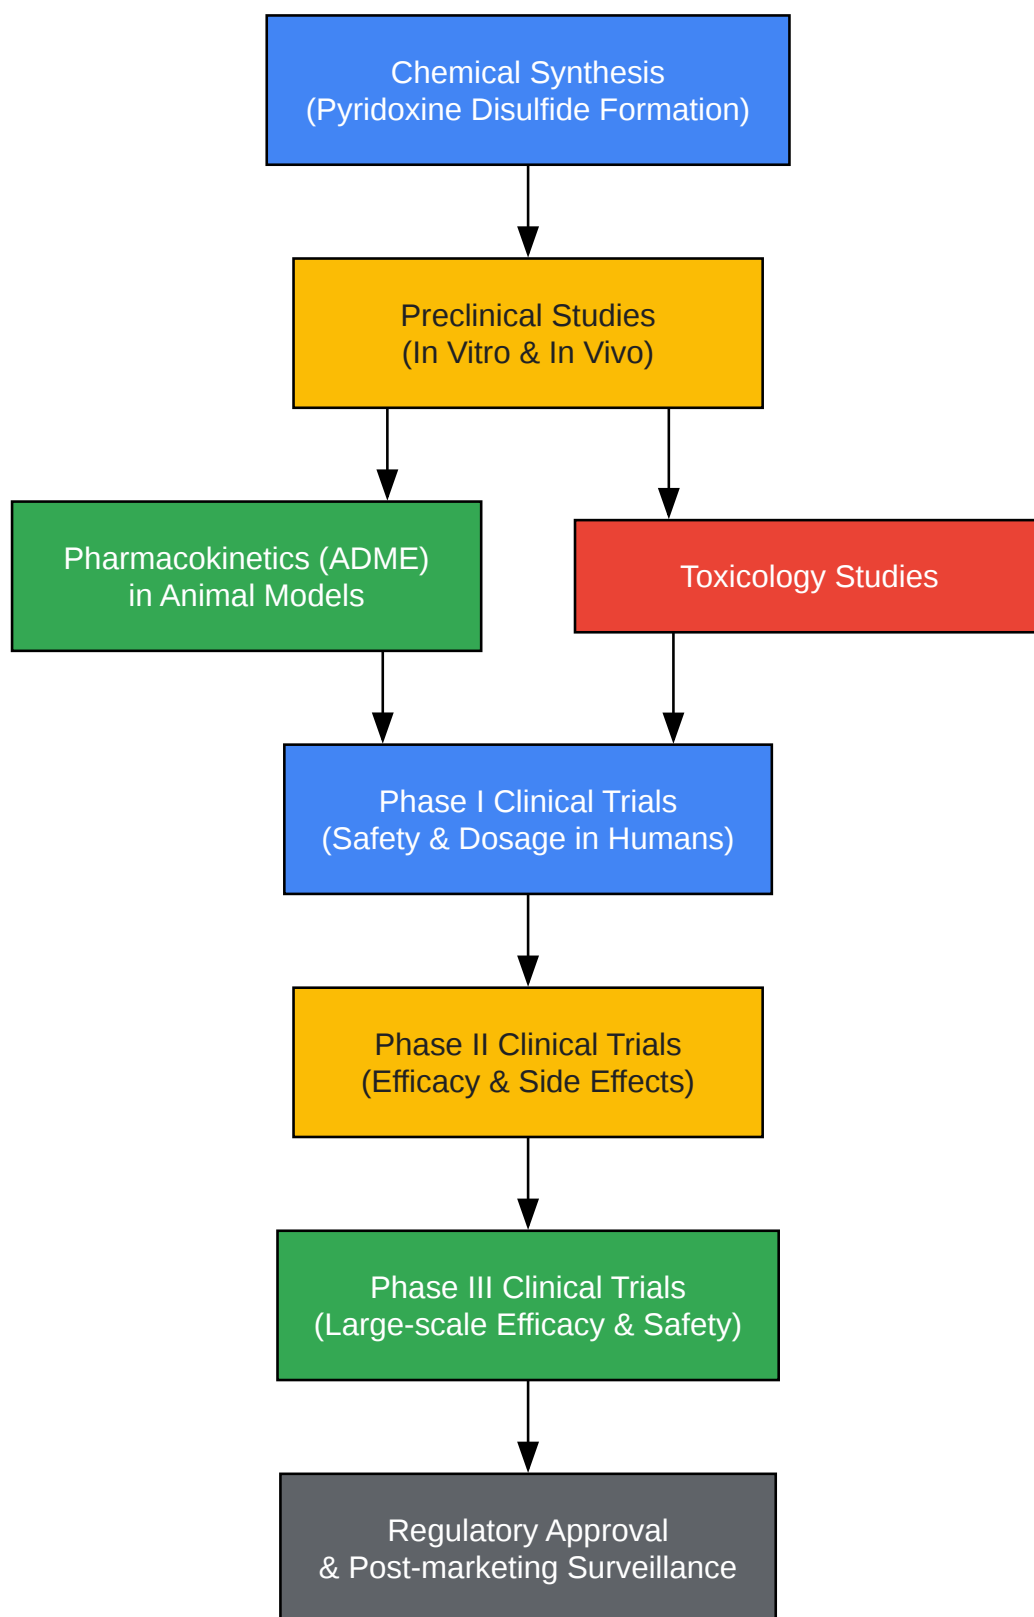 Chemical Synthesis
(Pyridoxine Disulfide Formation)
Preclinical Studies
(In Vitro & In Vivo)
Pharmacokinetics (ADME)
in Animal Models
Toxicology Studies
Phase I Clinical Trials
(Safety & Dosage in Humans)
Phase II Clinical Trials
(Efficacy & Side Effects)
Phase III Clinical Trials
(Large-scale Efficacy & Safety)
Regulatory Approval
& Post-marketing Surveillance